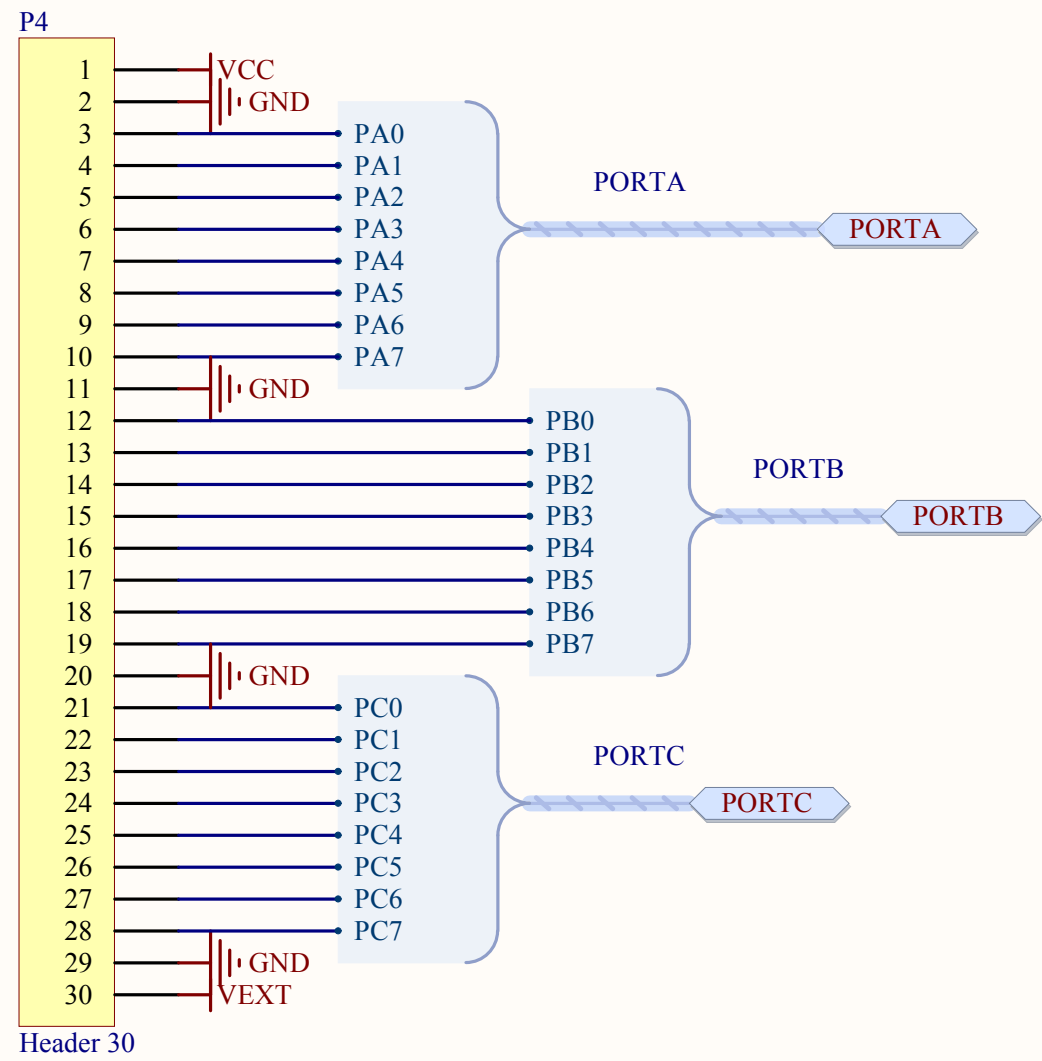 P4
1 VCC
2 GND
3 PA0
4 PA1
PORTA
5 PA2
6 PA3 PORTA
7 PA4
8 PA5
9 PA6
10 PA7
11 GND
12 PB0
13 PB1
PORTB
14 PB2
15 PB3 PORTB
16 PB4
17 PB5
18 PB6
19 PB7
20 GND
21 PC0
22 PC1
PORTC
23 PC2
24 PC3 PORTC
25 PC4
26 PC5
27 PC6
28 PC7
29 GND
30 VEXT
Header 30